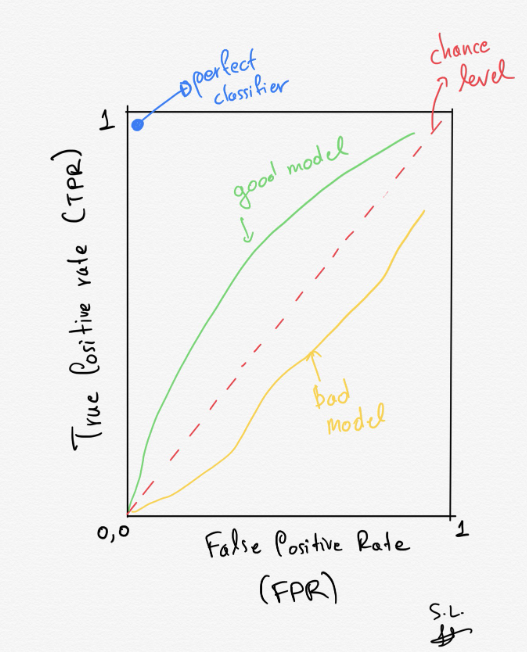 chance
level
perfect
classifier
1
good model
True Positive rate (TPR)
Bad
model
0,0
1
False Positive Rate
(FPR)
S.L.